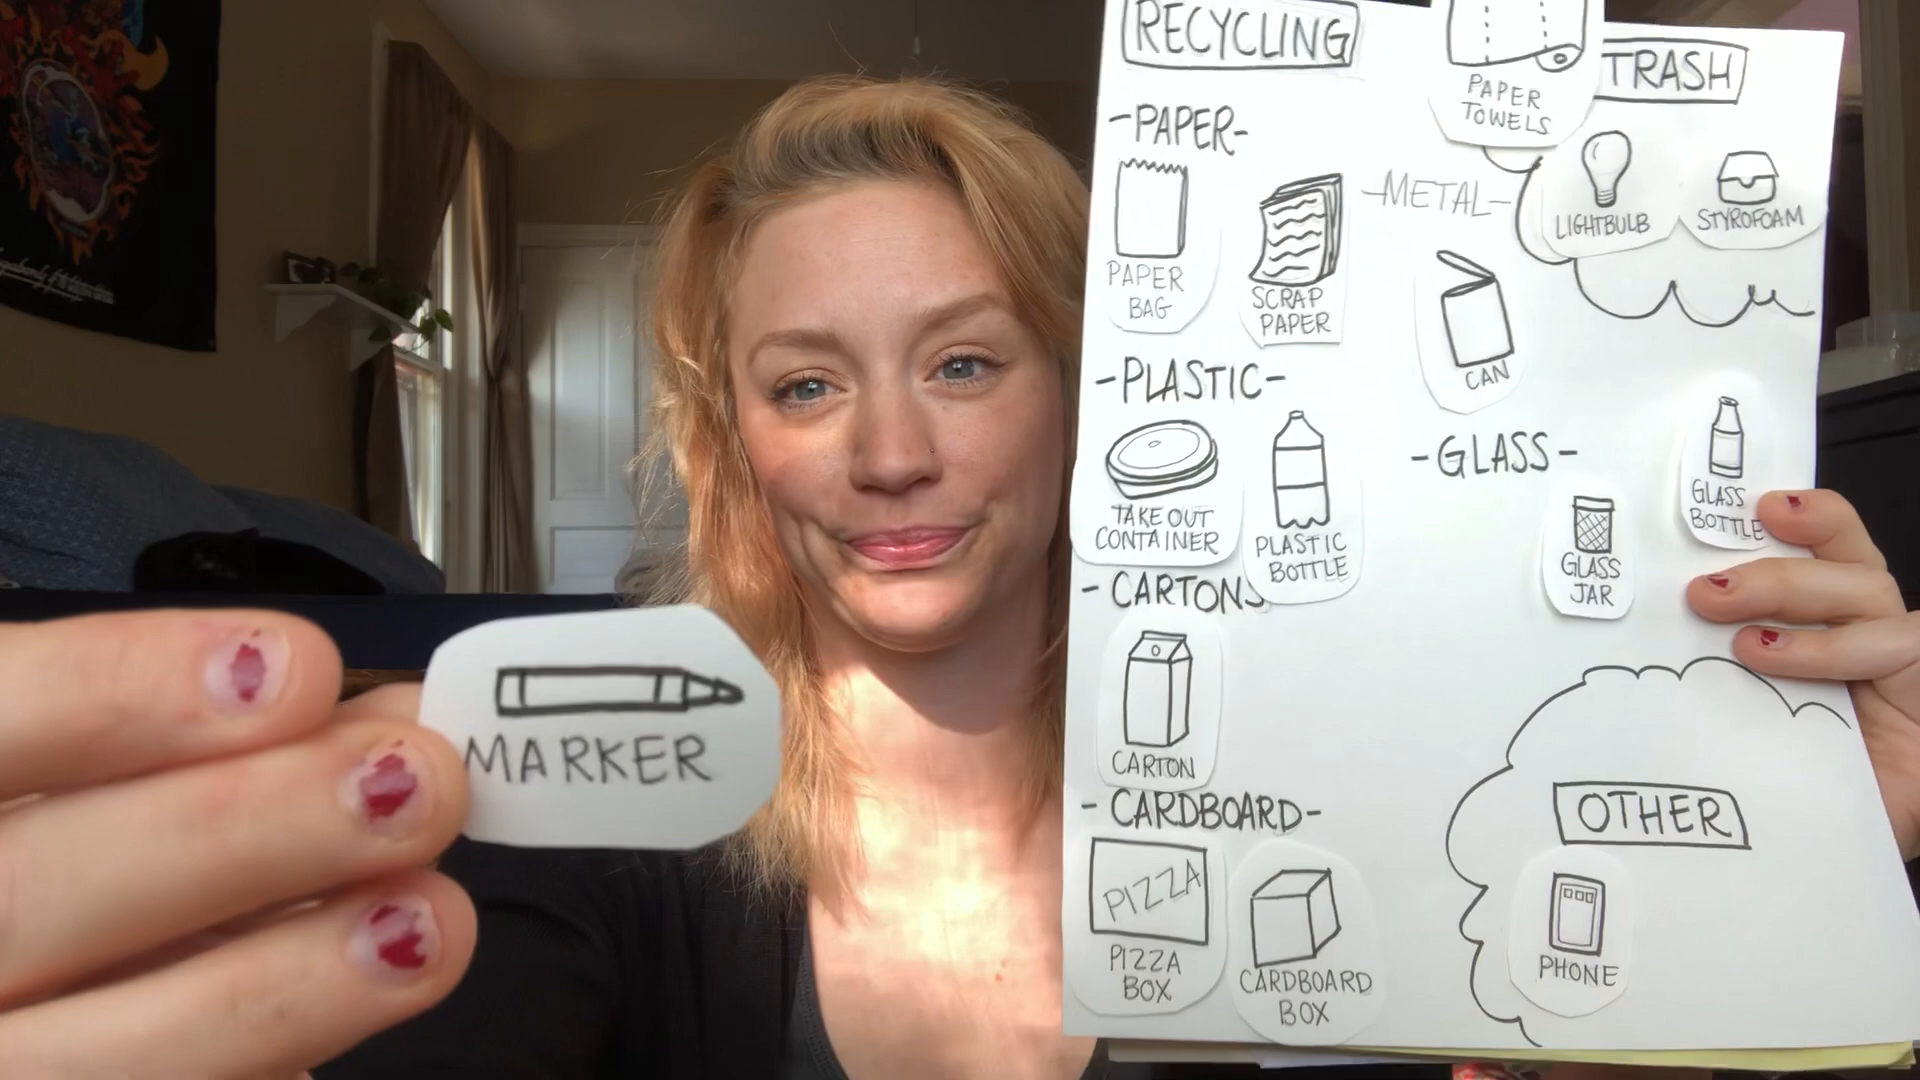 RECYCLING
PAPER
TOWELS
TRASH
-PAPER-
PAPER
BAG
SCRAP
PAPER
-METAL-
CAN
LIGHTBULB
STYROFOAM
-PLASTIC-
TAKE OUT
CONTAINER
PLASTIC
BOTTLE
-GLASS-
GLASS
JAR
GLASS
BOTTLE
- CARTONS
CARTON
- CARDBOARD-
PIZZA
PIZZA
BOX
CARDBOARD
BOX
OTHER
PHONE
MARKER